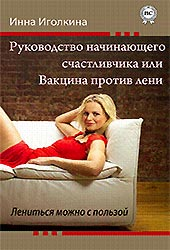 Инна Иголкина
Руководство начинающего
счастливчика или
Вакцина против лени
Лениться можно с пользой